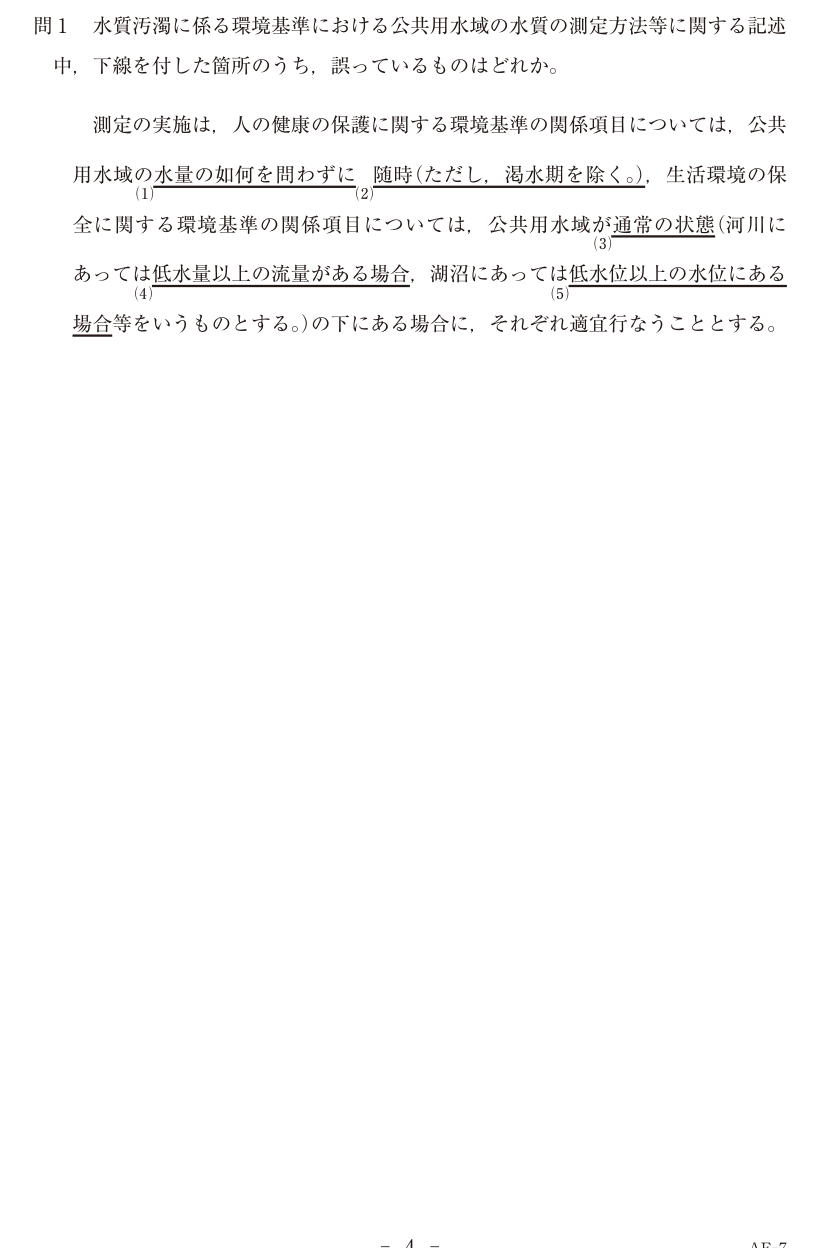 問1 水質汚濁に係る環境基準における公共用水域の水質の測定方法等に関する記述
中，下線を付した箇所のうち，誤っているものはどれか。
測定の実施は，人の健康の保護に関する環境基準の関係項目については，公共
用水域の水量の如何を問わずに 随時(ただし，渇水期を除く。)，生活環境の保
(1) (2)
全に関する環境基準の関係項目については，公共用水域が通常の状態(河川に
(3)
あっては低水量以上の流量がある場合，湖沼にあっては低水位以上の水位にある
(4) (5)
場合等をいうものとする。)の下にある場合に，それぞれ適宜行なうこととする。
− 4 −